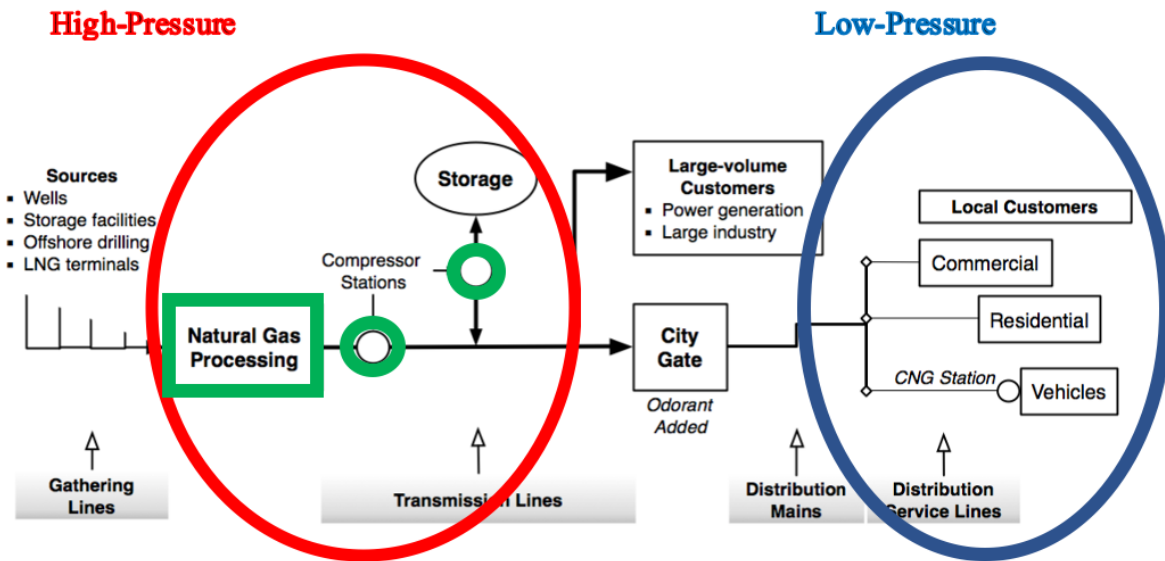 High-Pressure
Low-Pressure
Sources
▪ Wells
▪ Storage facilities
▪ Offshore drilling
▪ LNG terminals
Storage
Compressor
Stations
Natural Gas
Processing
Large-volume
Customers
▪ Power generation
▪ Large industry
City
Gate
Odorant
Added
Local Customers
Commercial
Residential
CNG Station
Vehicles
Gathering
Lines
Transmission Lines
Distribution
Mains
Distribution
Service Lines